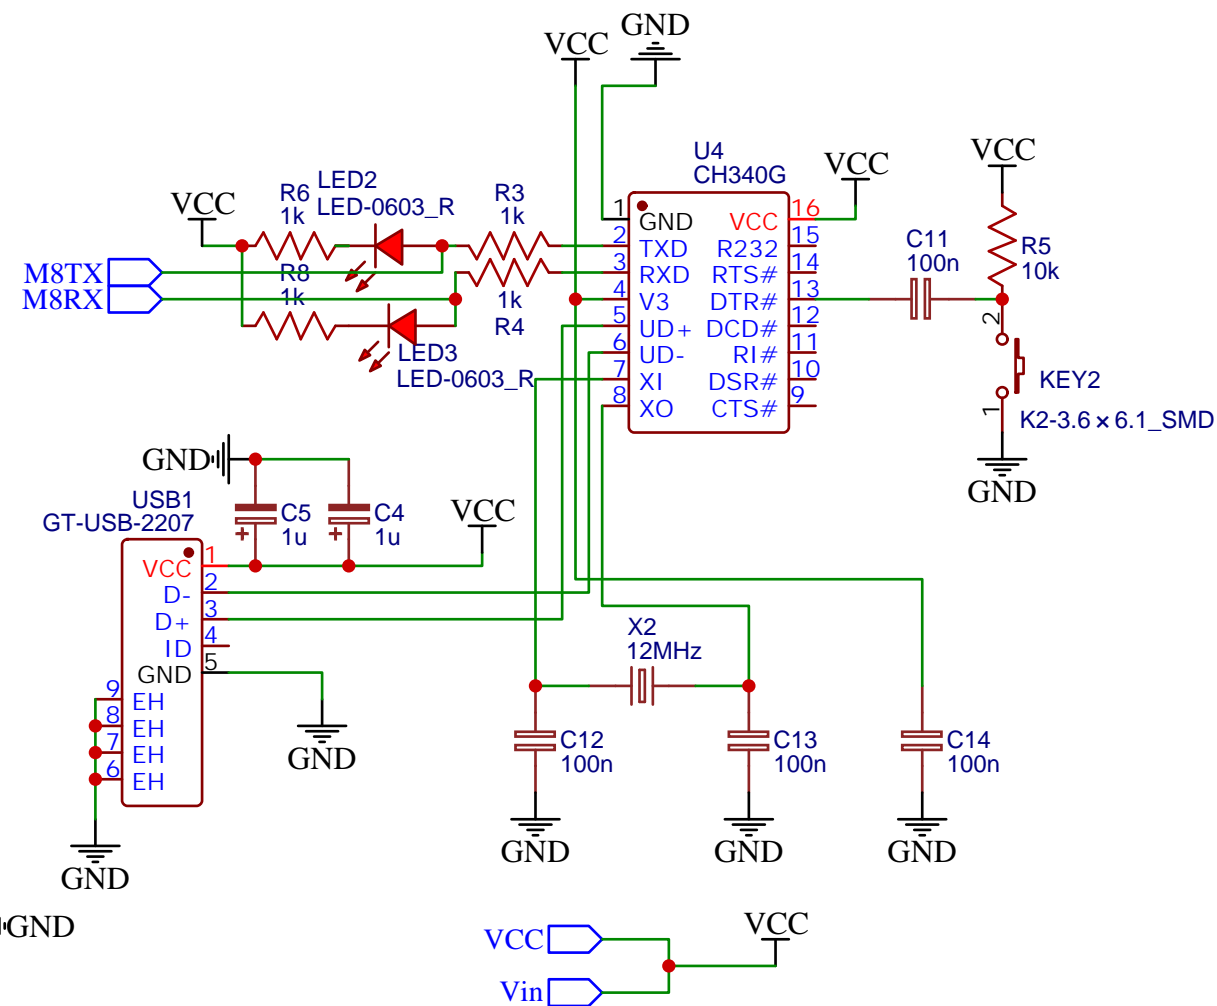 GND
VCC
U4
CH340G
VCC
VCC
R6
1k
LED2
LED-0603_R
R3
1k
VCC
1 GND
2 TXD
3 RXD
4 V3
5 UD+
6 UD-
7 XI
8 XO
VCC 16
R232 15
RTS# 14
DTR# 13
DCD# 12
RI# 11
DSR# 10
CTS# 9
C11
100n
R5
10k
M8TX
M8RX
R8
1k
1k
R4
LED3
LED-0603_R
2
1
KEY2
K2-3.6×6.1_SMD
GND
GND
USB1
GT-USB-2207
C5
1u
+
C4
1u
+
VCC
VCC 1
D- 2
D+ 3
ID 4
GND 5
9 EH
8 EH
7 EH
6 EH
GND
GND
X2
12MHz
C12
100n
C13
100n
C14
100n
GND
GND
GND
GND
VCC
VCC
Vin